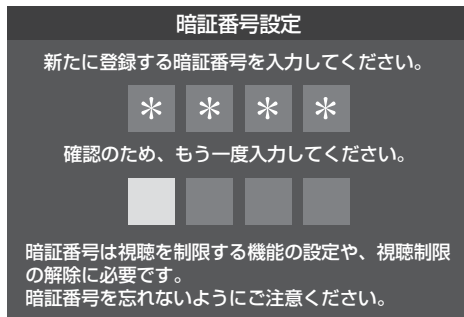 暗証番号設定
新たに登録する暗証番号を入力してください。
＊ ＊ ＊ ＊
確認のため、もう一度入力してください。
暗証番号は視聴を制限する機能の設定や、視聴制限
の解除に必要です。
暗証番号を忘れないようにご注意ください。